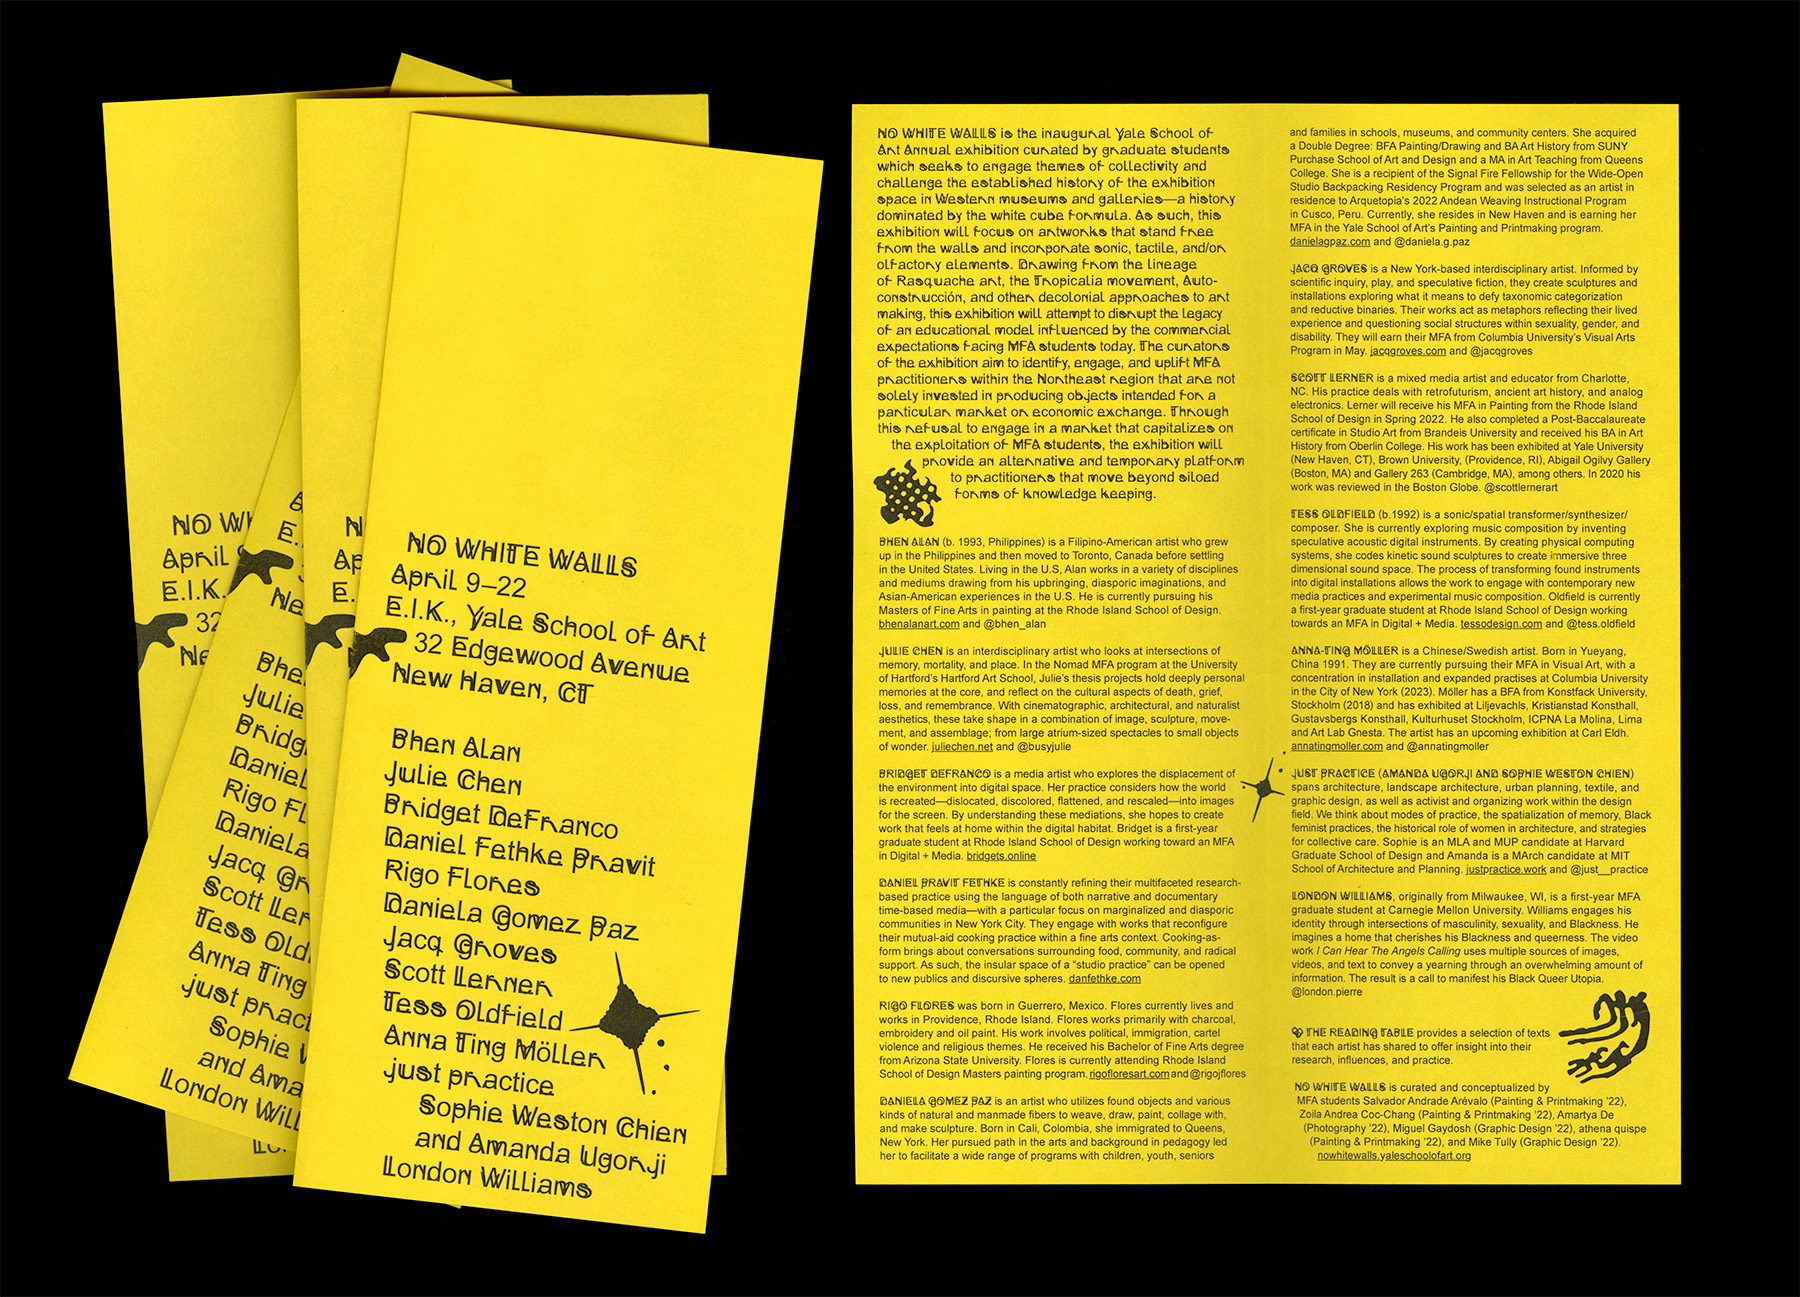 NO WHITE WALLS
April 9–22
E.I.K., Yale School of Art
32 Edgewood Avenue
New Haven, CT
Bhen Alan
Julie Chen
Bridget DeFranco
Daniel Fethke Pravit
Rigo Flores
Daniela Gomez Paz
Jacq Groves
Scott Lerner
Tess Oldfield
Anna Ting Möller
just practice
Sophie Weston Chien
and Amanda Ugorji
London Williams
NO WHITE WALLS is the inaugural Yale School of
Art Annual exhibition curated by graduate students
which seeks to engage themes of collectivity and
challenge the established history of the exhibition
space in Western museums and galleries—a history
dominated by the white cube formula. As such, this
exhibition will focus on artworks that stand free
from the walls and incorporate sonic, tactile, and/or
olfactory elements. Drawing from the lineage
of Rasquache art, the Tropicalia movement, Auto-
construcción, and other decolonial approaches to art
making, this exhibition will attempt to disrupt the legacy
of an educational model influenced by the commercial
expectations facing MFA students today. The curators
of the exhibition aim to identify, engage, and uplift MFA
practitioners within the Northeast region that are not
solely invested in producing objects intended for a
particular market or economic exchange. Through
this refusal to engage in a market that capitalizes on
the exploitation of MFA students, the exhibition will
provide an alternative and temporary platform
to practitioners that move beyond siloed
forms of knowledge keeping.
BHEN ALAN (b. 1993, Philippines) is a Filipino-American artist who grew
up in the Philippines and then moved to Toronto, Canada before settling
in the United States. Living in the U.S, Alan works in a variety of disciplines
and mediums drawing from his upbringing, diasporic imaginations, and
Asian-American experiences in the U.S. He is currently pursuing his
Masters of Fine Arts in painting at the Rhode Island School of Design.
bhenalanart.com and @bhen_alan
JULIE CHEN is an interdisciplinary artist who looks at intersections of
memory, mortality, and place. In the Nomad MFA program at the University
of Hartford's Hartford Art School, Julie's thesis projects hold deeply personal
memories at the core, and reflect on the cultural aspects of death, grief,
loss, and remembrance. With cinematographic, architectural, and naturalist
aesthetics, these take shape in a combination of image, sculpture, move-
ment, and assemblage; from large atrium-sized spectacles to small objects
of wonder. juliechen.net and @busyjulie
BRIDGET DEFRANCO is a media artist who explores the displacement of
the environment into digital space. Her practice considers how the world
is recreated—dislocated, discolored, flattened, and rescaled—into images
for the screen. By understanding these mediations, she hopes to create
work that feels at home within the digital habitat. Bridget is a first-year
graduate student at Rhode Island School of Design working toward an MFA
in Digital + Media. bridgets.online
DANIEL PRAVIT FETHKE is constantly refining their multifaceted research-
based practice using the language of both narrative and documentary
time-based media—with a particular focus on marginalized and diasporic
communities in New York City. They engage with works that reconfigure
their mutual-aid cooking practice within a fine arts context. Cooking-as-
form brings about conversations surrounding food, community, and radical
support. As such, the insular space of a "studio practice" can be opened
to new publics and discursive spheres. danfethke.com
RIGO FLORES was born in Guerrero, Mexico. Flores currently lives and
works in Providence, Rhode Island. Flores works primarily with charcoal,
embroidery and oil paint. His work involves political, immigration, cartel
violence and religious themes. He received his Bachelor of Fine Arts degree
from Arizona State University. Flores is currently attending Rhode Island
School of Design Masters painting program. rigofloresart.com and @rigojflores
DANIELA GOMEZ PAZ is an artist who utilizes found objects and various
kinds of natural and manmade fibers to weave, draw, paint, collage with,
and make sculpture. Born in Cali, Colombia, she immigrated to Queens,
New York. Her pursued path in the arts and background in pedagogy led
her to facilitate a wide range of programs with children, youth, seniors
and families in schools, museums, and community centers. She acquired
a Double Degree: BFA Painting/Drawing and BA Art History from SUNY
Purchase School of Art and Design and a MA in Art Teaching from Queens
College. She is a recipient of the Signal Fire Fellowship for the Wide-Open
Studio Backpacking Residency Program and was selected as an artist in
residence to Arquetopia's 2022 Andean Weaving Instructional Program
in Cusco, Peru. Currently, she resides in New Haven and is earning her
MFA in the Yale School of Art's Painting and Printmaking program.
danielagpaz.com and @daniela.g.paz
JACQ GROVES is a New York-based interdisciplinary artist. Informed by
scientific inquiry, play, and speculative fiction, they create sculptures and
installations exploring what it means to defy taxonomic categorization
and reductive binaries. Their works act as metaphors reflecting their lived
experience and questioning social structures within sexuality, gender, and
disability. They will earn their MFA from Columbia University's Visual Arts
Program in May. jacqgroves.com and @jacqgroves
SCOTT LERNER is a mixed media artist and educator from Charlotte,
NC. His practice deals with retrofuturism, ancient art history, and analog
electronics. Lerner will receive his MFA in Painting from the Rhode Island
School of Design in Spring 2022. He also completed a Post-Baccalaureate
certificate in Studio Art from Brandeis University and received his BA in Art
History from Oberlin College. His work has been exhibited at Yale University
(New Haven, CT), Brown University, (Providence, RI), Abigail Ogilvy Gallery
(Boston, MA) and Gallery 263 (Cambridge, MA), among others. In 2020 his
work was reviewed in the Boston Globe. @scottlernerart
TESS OLDFIELD (b.1992) is a sonic/spatial transformer/synthesizer/
composer. She is currently exploring music composition by inventing
speculative acoustic digital instruments. By creating physical computing
systems, she codes kinetic sound sculptures to create immersive three
dimensional sound space. The process of transforming found instruments
into digital installations allows the work to engage with contemporary new
media practices and experimental music composition. Oldfield is currently
a first-year graduate student at Rhode Island School of Design working
towards an MFA in Digital + Media. tessodesign.com and @tess.oldfield
ANNA-TING MÖLLER is a Chinese/Swedish artist. Born in Yueyang,
China 1991. They are currently pursuing their MFA in Visual Art, with a
concentration in installation and expanded practises at Columbia University
in the City of New York (2023). Möller has a BFA from Konstfack University,
Stockholm (2018) and has exhibited at Liljevachls, Kristianstad Konsthall,
Gustavsbergs Konsthall, Kulturhuset Stockholm, ICPNA La Molina, Lima
and Art Lab Gnesta. The artist has an upcoming exhibition at Carl Eldh.
annatingmoller.com and @annatingmoller
JUST PRACTICE (AMANDA UGORJI AND SOPHIE WESTON CHIEN)
spans architecture, landscape architecture, urban planning, textile, and
graphic design, as well as activist and organizing work within the design
field. We think about modes of practice, the spatialization of memory, Black
feminist practices, the historical role of women in architecture, and strategies
for collective care. Sophie is an MLA and MUP candidate at Harvard
Graduate School of Design and Amanda is a MArch candidate at MIT
School of Architecture and Planning. justpractice.work and @just__practice
LONDON WILLIAMS, originally from Milwaukee, WI, is a first-year MFA
graduate student at Carnegie Mellon University. Williams engages his
identity through intersections of masculinity, sexuality, and Blackness. He
imagines a home that cherishes his Blackness and queerness. The video
work I Can Hear The Angels Calling uses multiple sources of images,
videos, and text to convey a yearning through an overwhelming amount of
information. The result is a call to manifest his Black Queer Utopia.
@london.pierre
THE READING TABLE provides a selection of texts
that each artist has shared to offer insight into their
research, influences, and practice.
NO WHITE WALLS is curated and conceptualized by
MFA students Salvador Andrade Arévalo (Painting & Printmaking '22),
Zoila Andrea Coc-Chang (Painting & Printmaking '22), Amartya De
(Photography '22), Miguel Gaydosh (Graphic Design '22), athena quispe
(Painting & Printmaking '22), and Mike Tully (Graphic Design '22).
nowhitewalls.yaleschoolofart.org